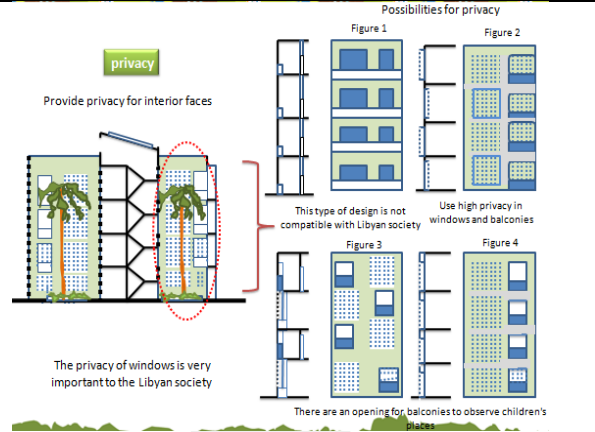 Possibilities for privacy
privacy
Provide privacy for interior faces
Figure 1
Figure 2
This type of design is not
compatible with Libyan society
Use high privacy in
windows and balconies
Figure 3
Figure 4
The privacy of windows is very
important to the Libyan society
There are an opening for balconies to observe children's
places